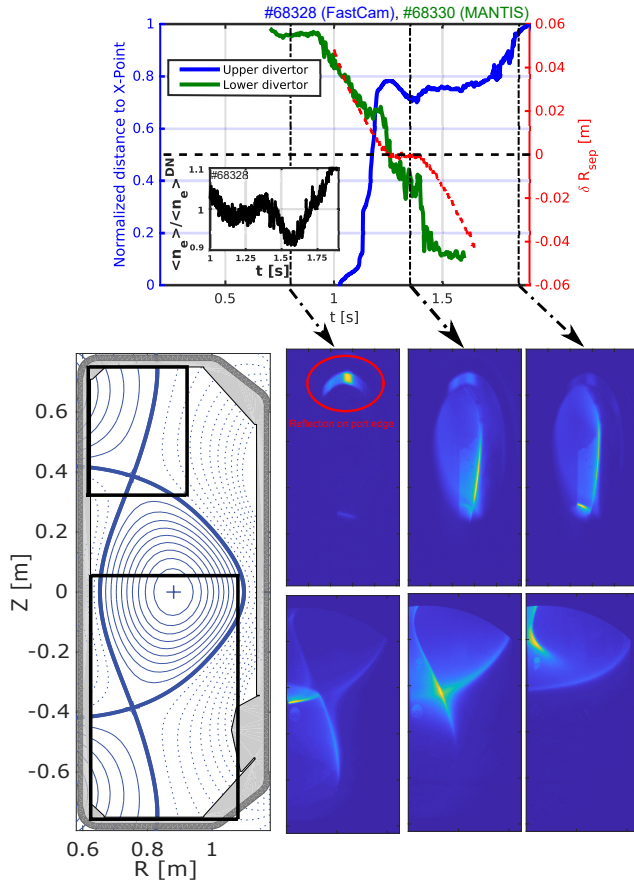 #68328 (FastCam), #68330 (MANTIS)
Normalized distance to X-Point
1
0.8
0.6
0.4
0.2
0
Upper divertor
Lower divertor
0.06
0.04
0.02
0
-0.02
-0.04
-0.06
δ R_sep [m]
<n_e>/<n_e>^DN
#68328
1.1
1
0.9
1 1.25 1.5 1.75
t [s]
0.5 1 1.5
t [s]
Reflection on port edge
Z [m]
0.6
0.4
0.2
0
-0.2
-0.4
-0.6
0.6 0.8 1
R [m]